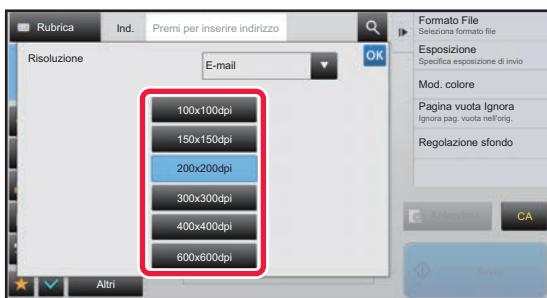 Rubrica
Ind.
Premi per inserire indirizzo
Risoluzione
E-mail
OK
100x100dpi
150x150dpi
200x200dpi
300x300dpi
400x400dpi
600x600dpi
Altri
Formato File
Seleziona formato file
Esposizione
Specifica esposizione di invio
Mod. colore
Pagina vuota Ignora
Ignora pag. vuota nell'orig.
Regolazione sfondo
Anteprima
CA
Avvio